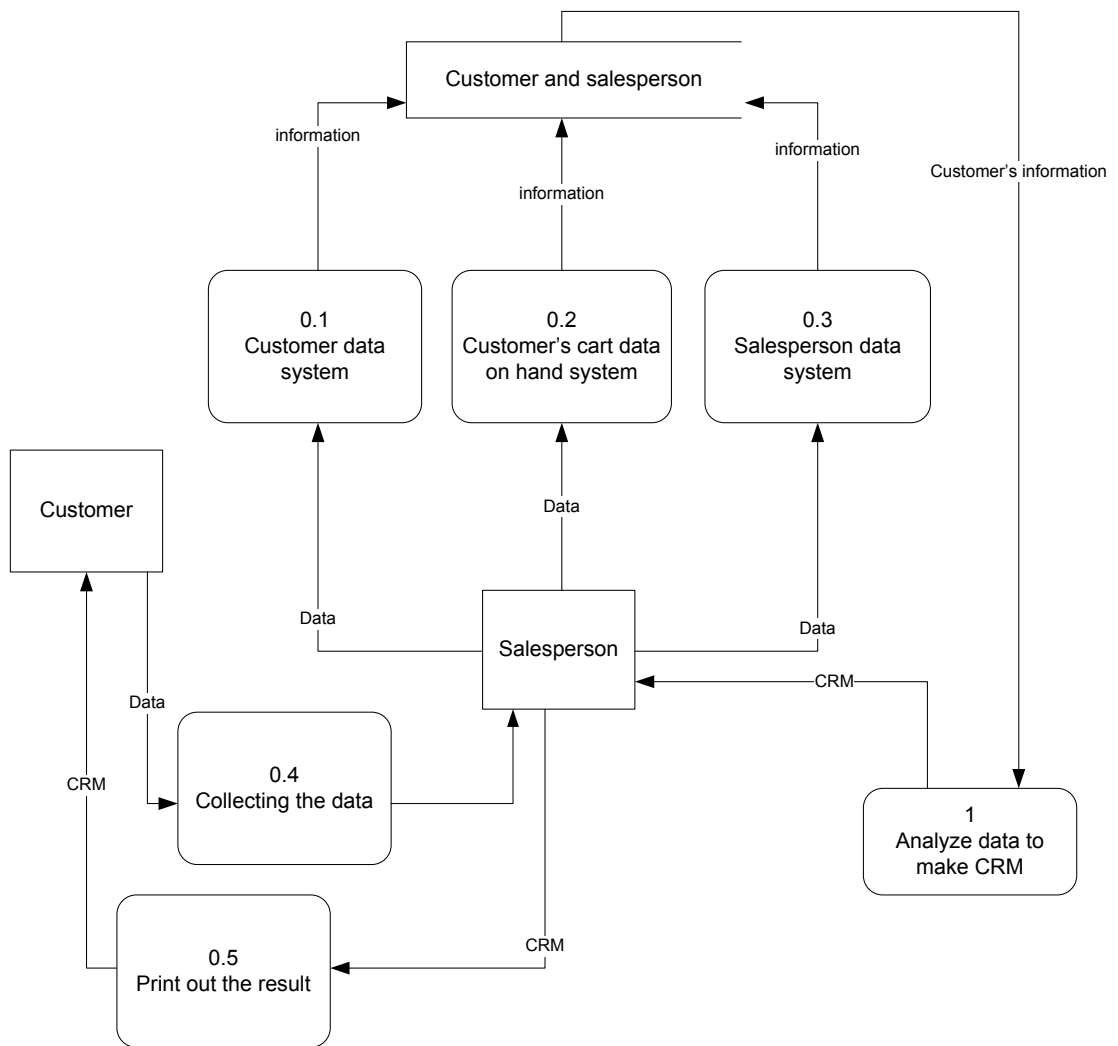 Customer and salesperson
information
information
information
Customer’s information
0.1
Customer data
system
0.2
Customer’s cart data
on hand system
0.3
Salesperson data
system
Customer
Data
Data
Salesperson
Data
CRM
Data
0.4
Collecting the data
CRM
1
Analyze data to
make CRM
CRM
0.5
Print out the result